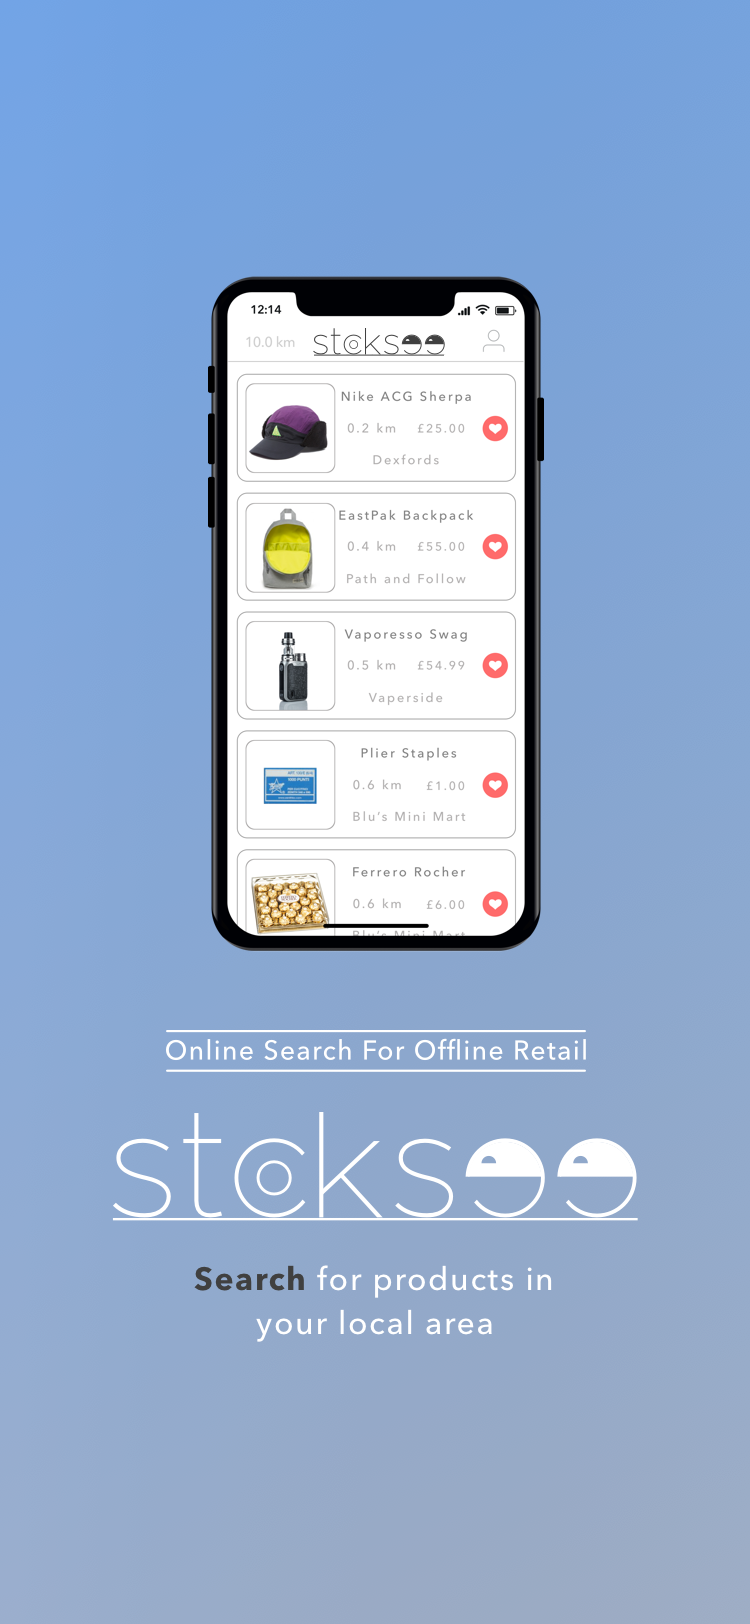 12:14
10.0 km
stocksee
Nike ACG Sherpa
0.2 km £25.00
Dexfords
EastPak Backpack
0.4 km £55.00
Path and Follow
Vaporesso Swag
0.5 km £54.99
Vaperside
Plier Staples
0.6 km £1.00
Blu's Mini Mart
Ferrero Rocher
0.6 km £6.00
Blu's Mini Mart
Online Search For Offline Retail
stocksee
Search for products in
your local area